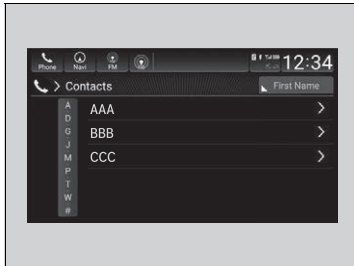 Phone Navi FM
12:34
Contacts
First Name
A
D
G
J
M
P
T
W
#
AAA
BBB
CCC